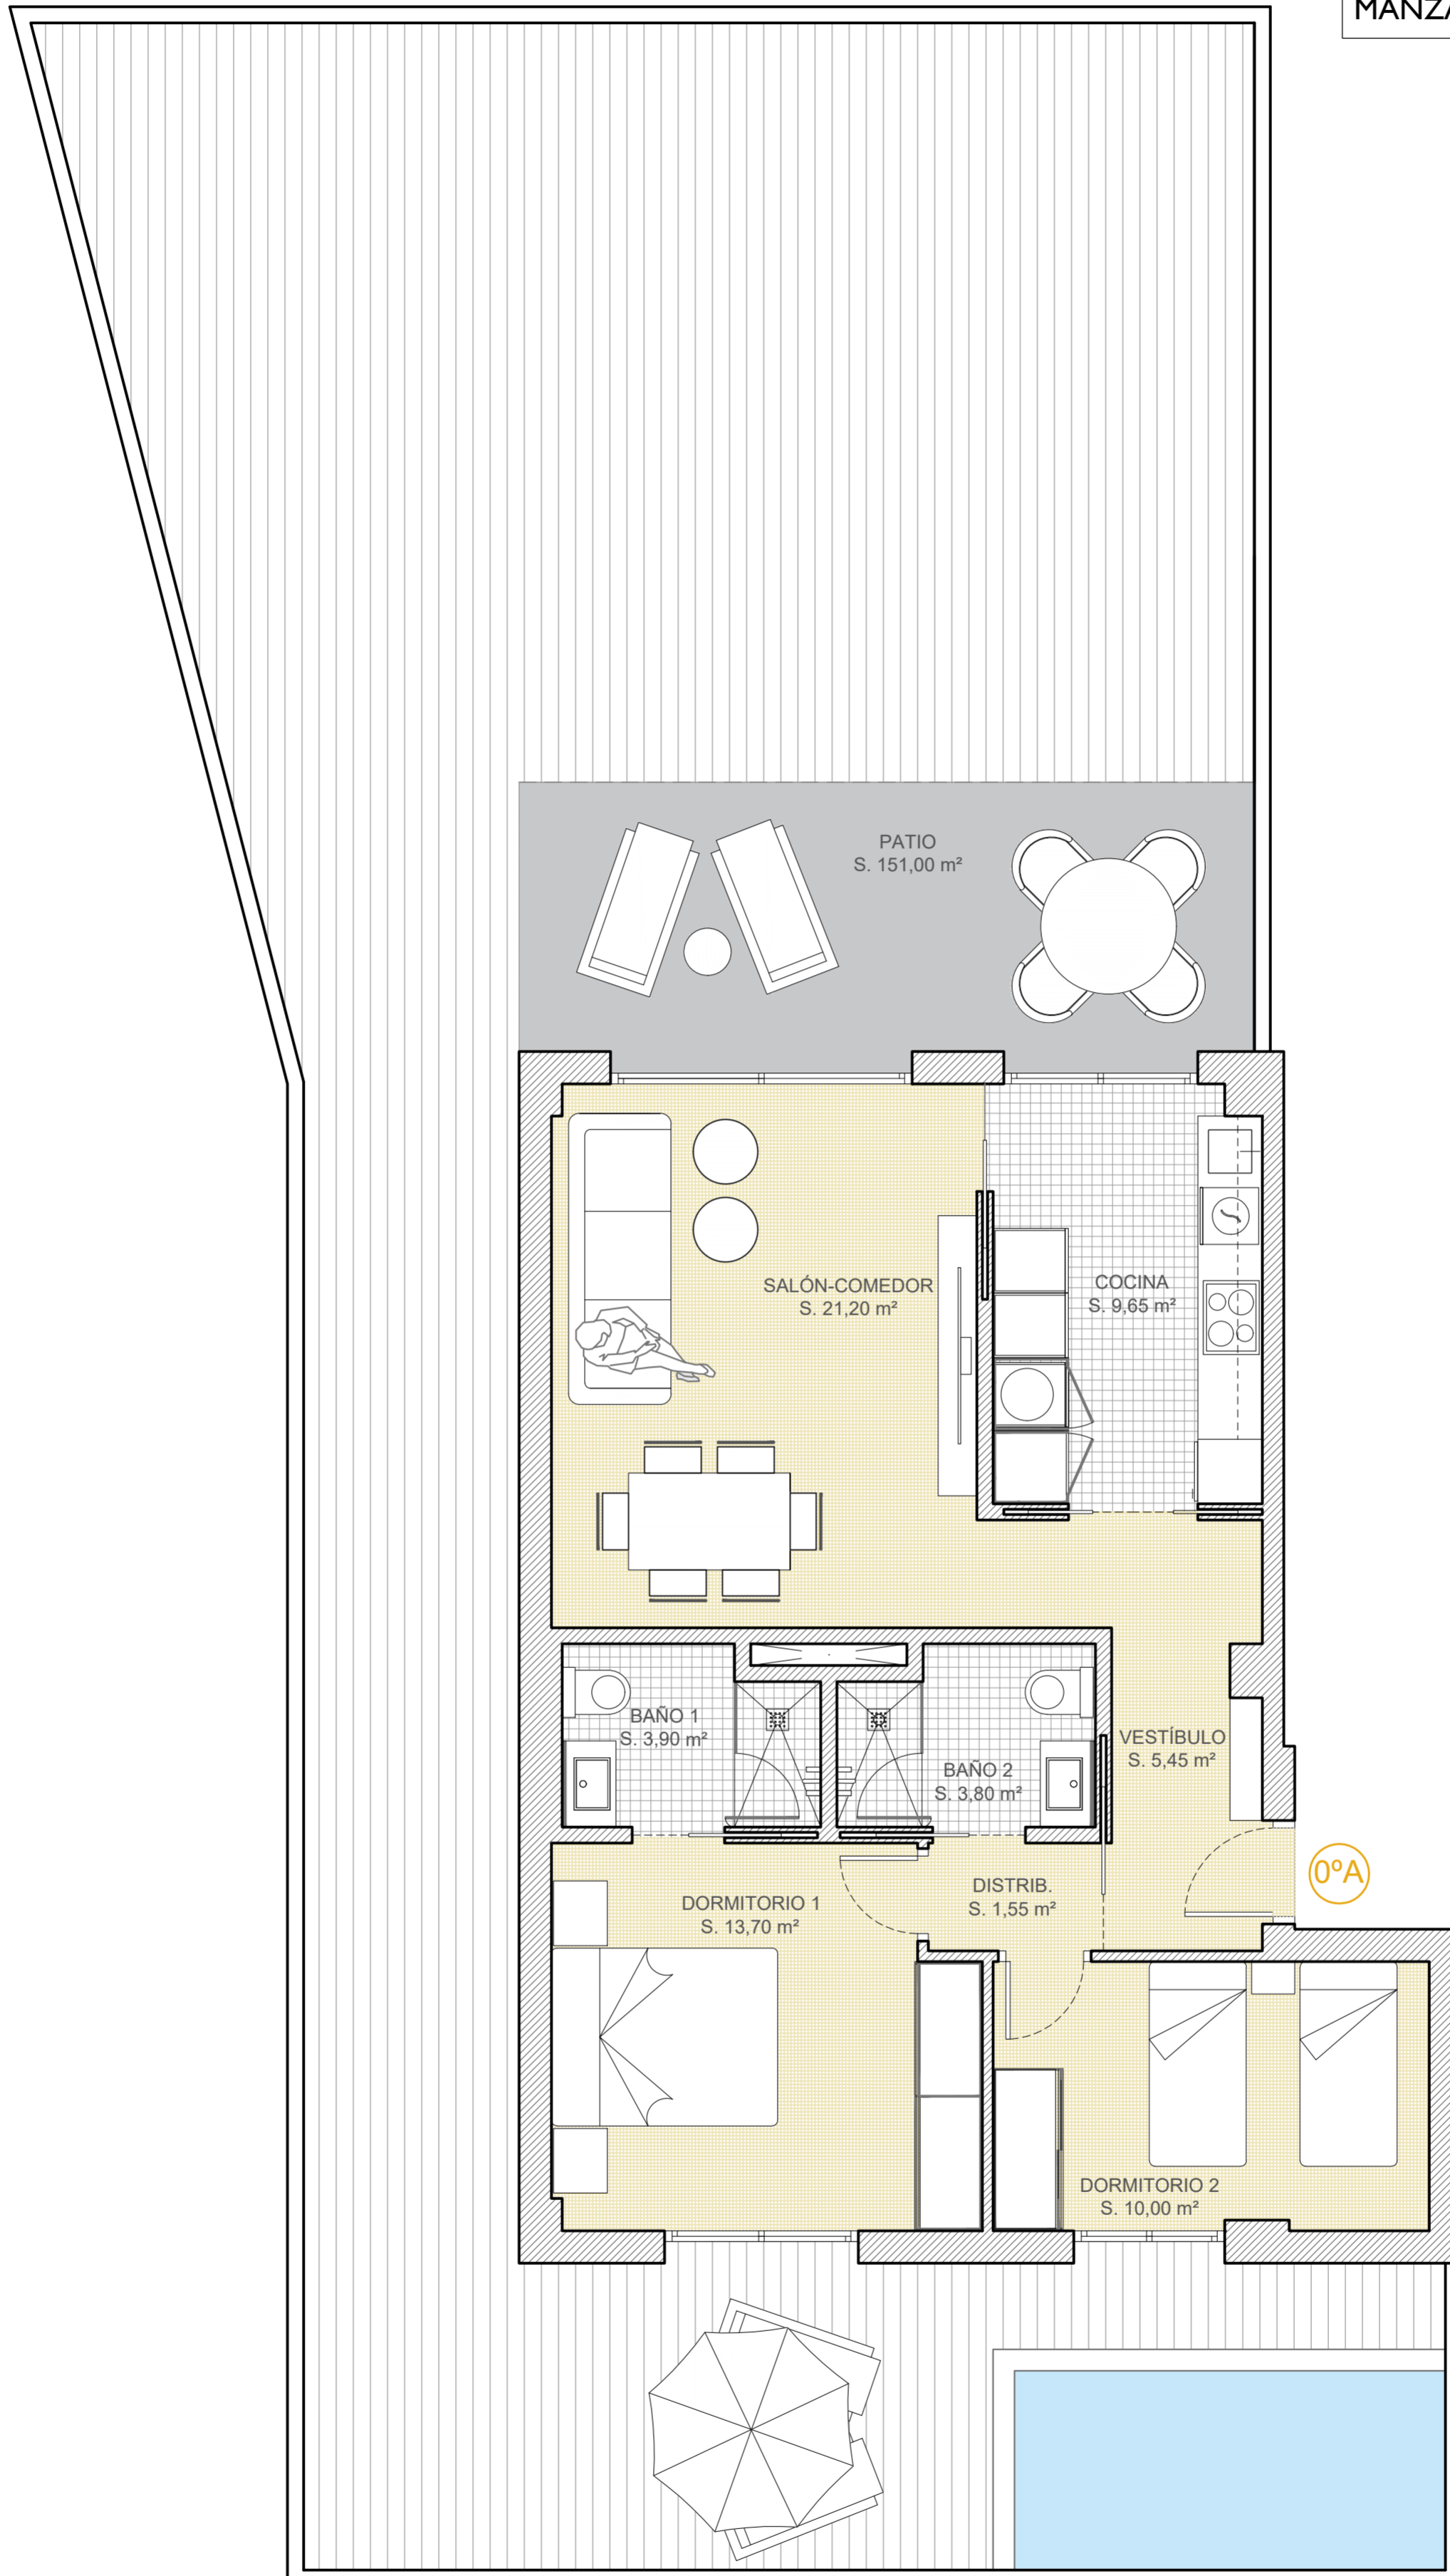 MANZA
PATIO
S. 151,00 m²
SALÓN-COMEDOR
S. 21,20 m²
COCINA
S. 9,65 m²
BAÑO 1
S. 3,90 m²
BAÑO 2
S. 3,80 m²
VESTÍBULO
S. 5,45 m²
0ºA
DISTRIB.
S. 1,55 m²
DORMITORIO 1
S. 13,70 m²
DORMITORIO 2
S. 10,00 m²